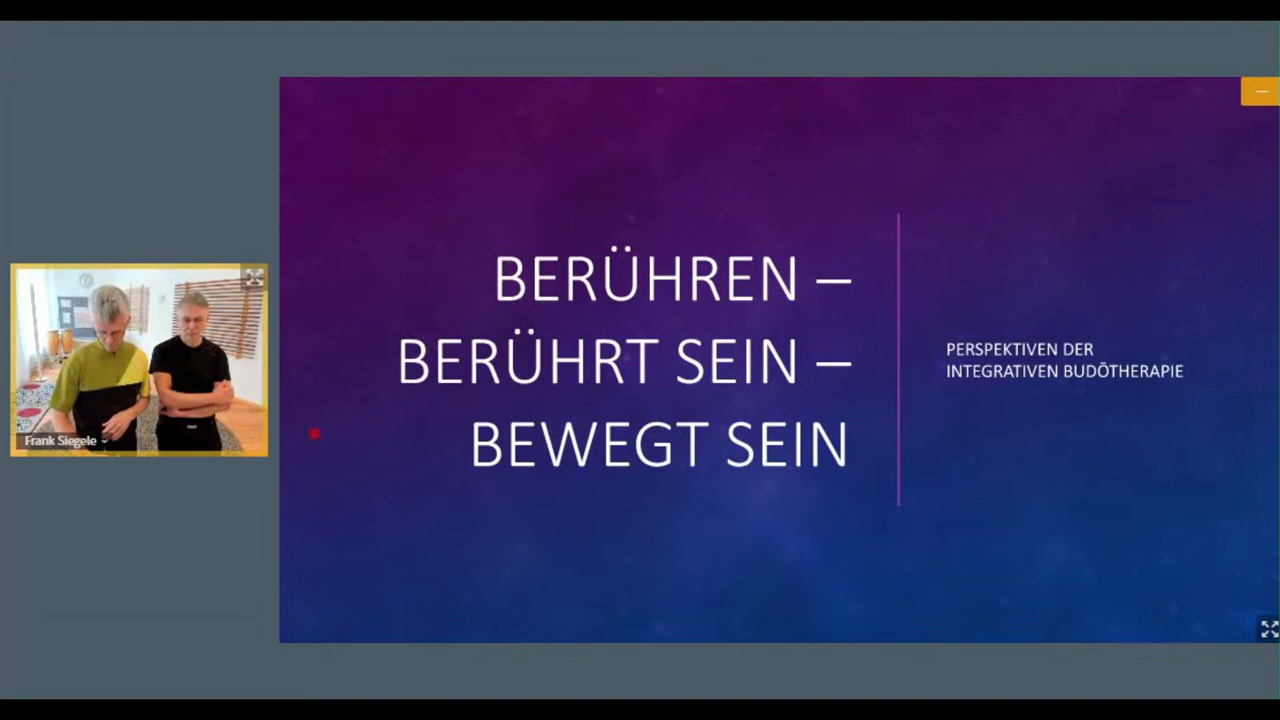 BERÜHREN –
BERÜHRT SEIN –
BEWEGT SEIN
PERSPEKTIVEN DER
INTEGRATIVEN BUDŌTHERAPIE
Frank Siegele